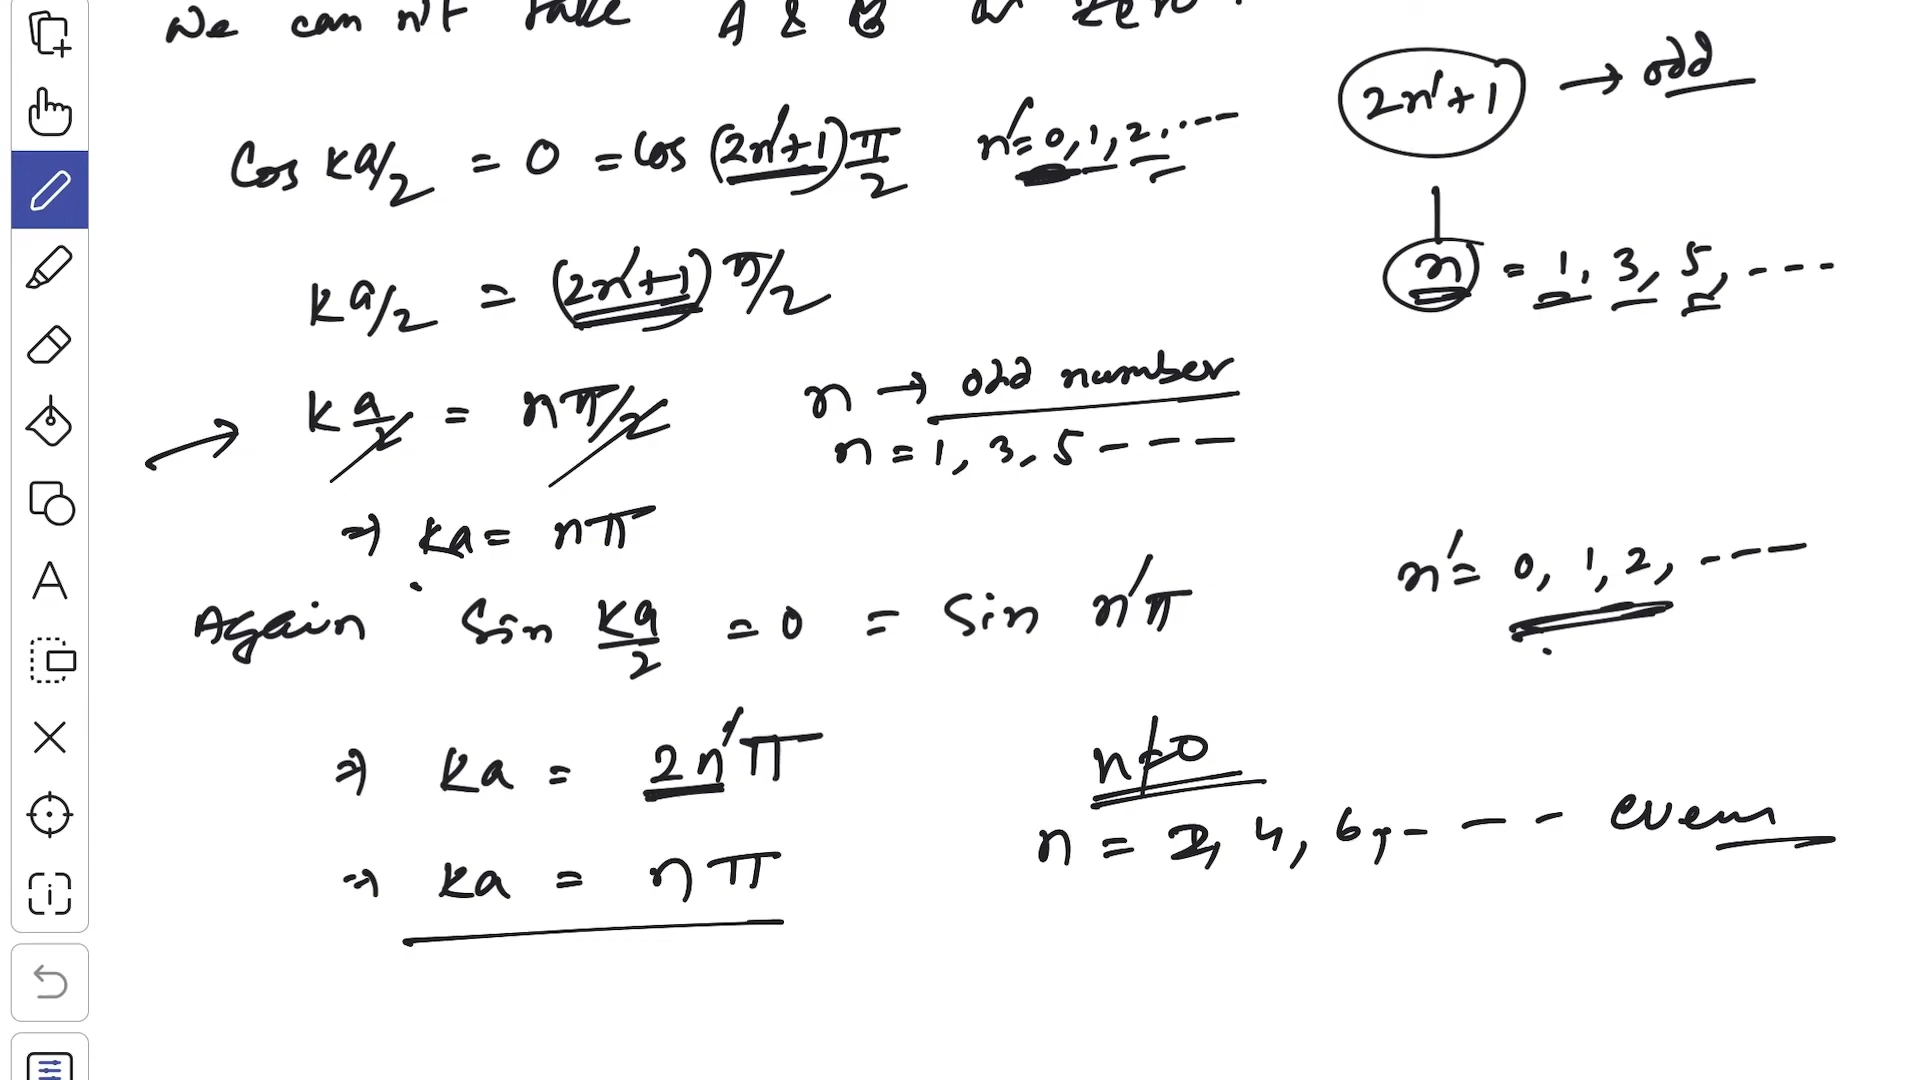 We can n't take A & B as zero.
Cos ka/2 = 0 = Cos (2n'+1) π/2 n' = 0, 1, 2, ....
2n'+1 → odd
ka/2 = (2n'+1) π/2
n = 1, 3, 5, ----
→ k a/2 = nπ/2 n → odd number
n = 1, 3, 5 ----
⇒ ka = nπ
Again Sin ka/2 = 0 = Sin n'π n' = 0, 1, 2, ----
⇒ ka = 2n'π n≠0
n = 2, 4, 6, --- even
⇒ ka = nπ